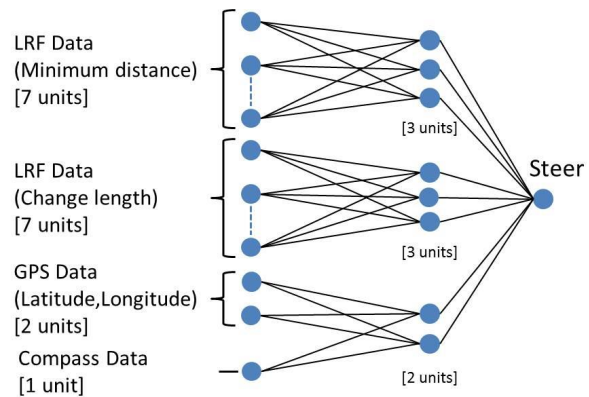 LRF Data
(Minimum distance)
[7 units]
[3 units]
LRF Data
(Change length)
[7 units]
[3 units]
Steer
GPS Data
(Latitude,Longitude)
[2 units]
Compass Data
[1 unit]
[2 units]